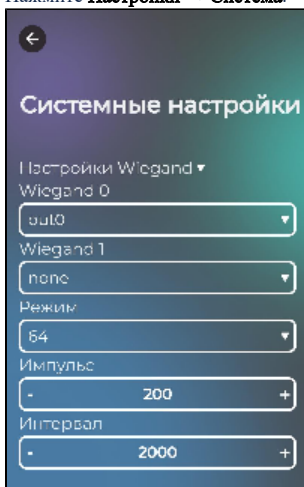 Нажмите Настройки Система.
Системные настройки
Настройки Wiegand ▾
Wiegand 0
out0 ▾
Wiegand 1
none ▾
Режим
64 ▾
Импульс
- 200 +
Интервал
- 2000 +